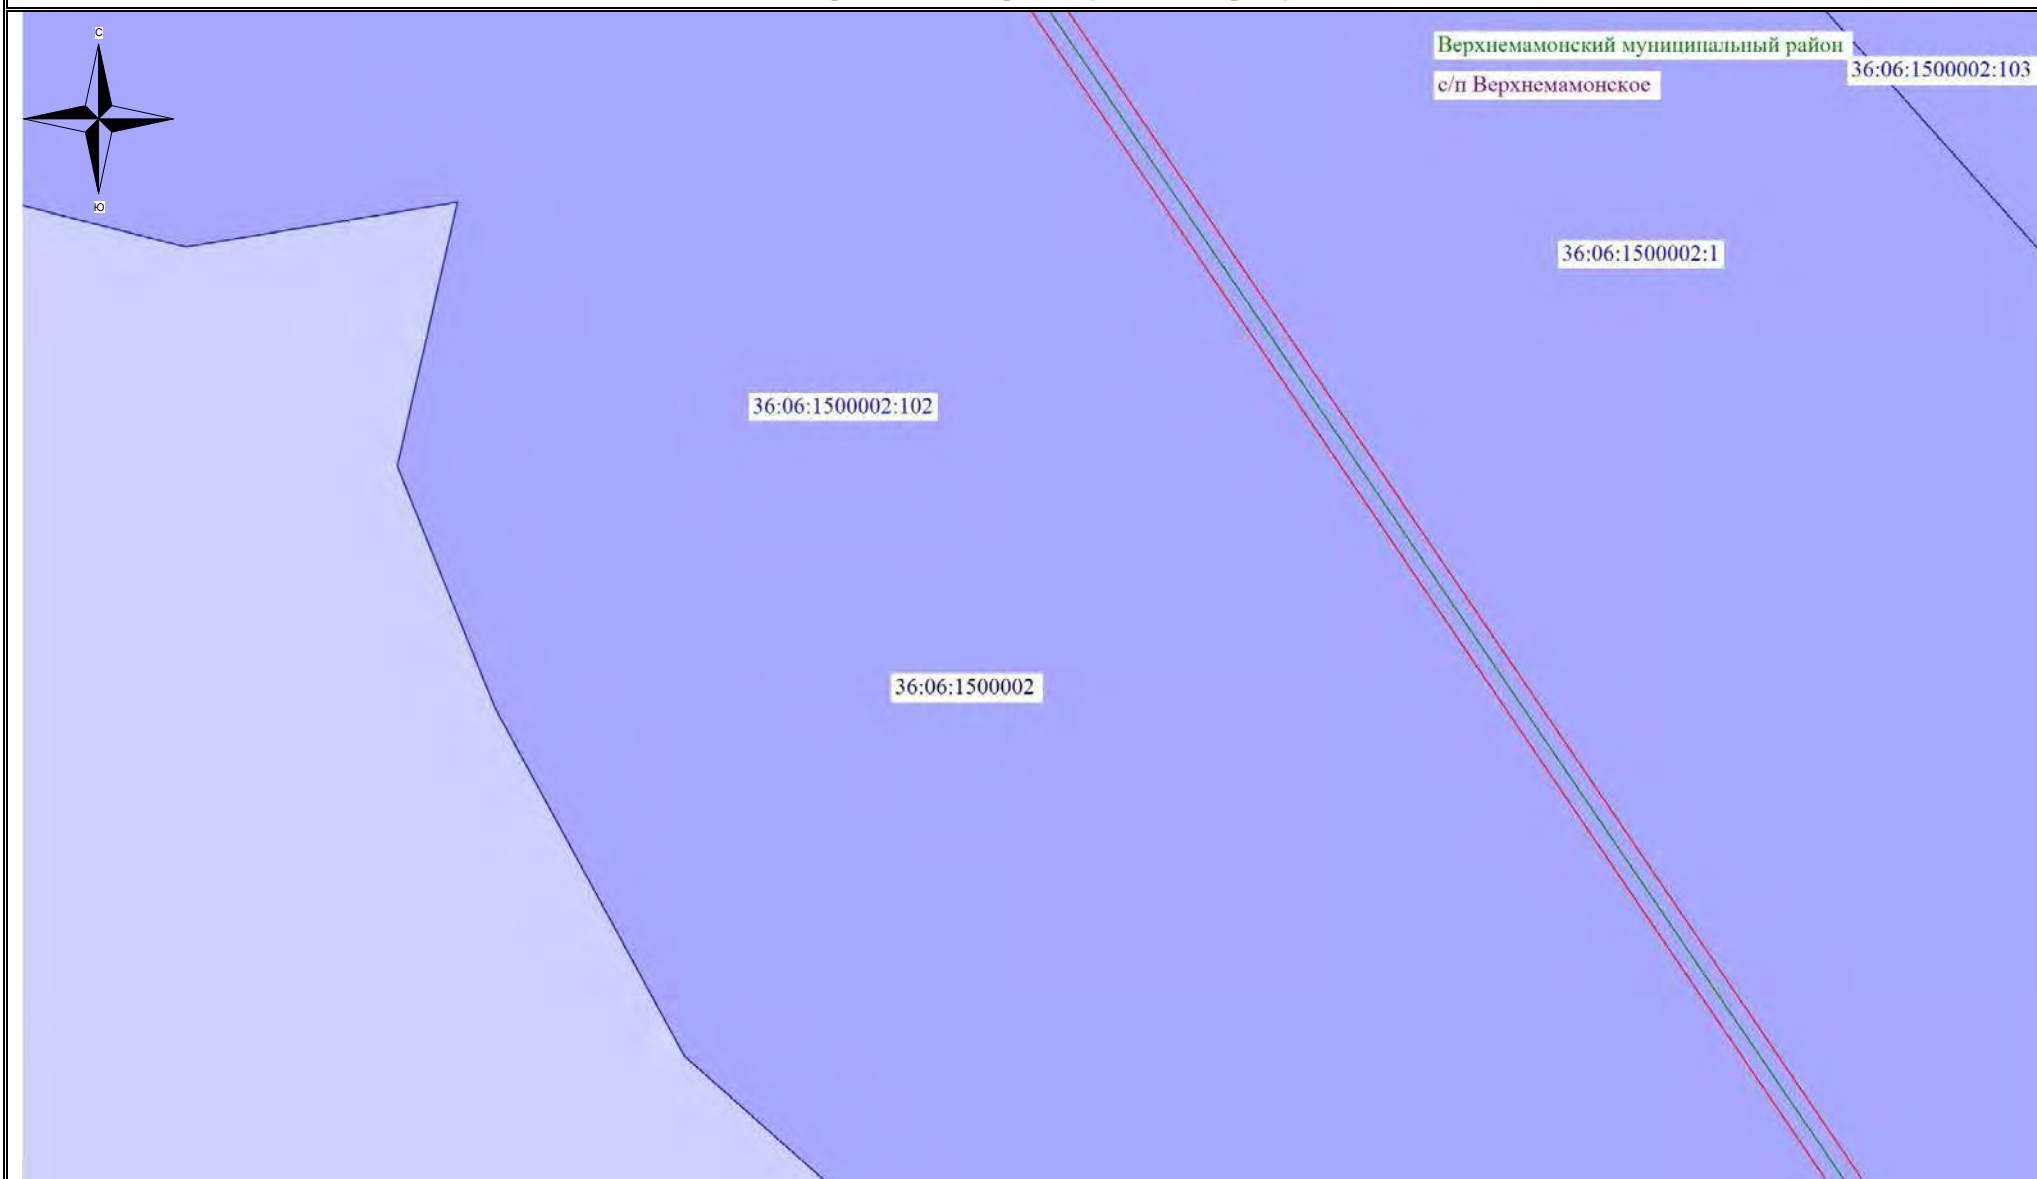 С
Верхнемамонский муниципальный район
36:06:1500002:103
с/п Верхнемамонское
Ю
36:06:1500002:1
36:06:1500002:102
36:06:1500002